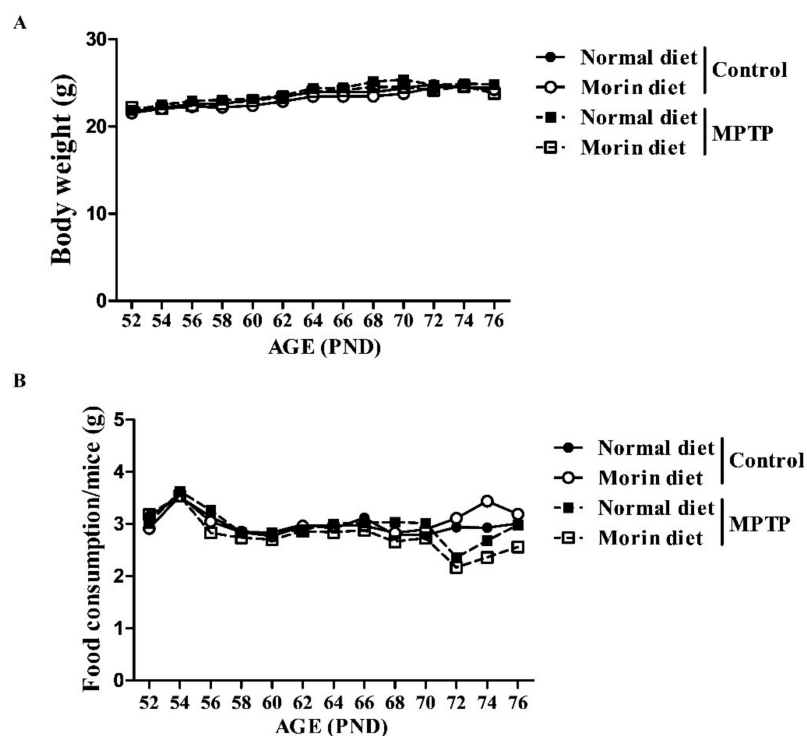 A
Body weight (g)
30
20
10
0
52 54 56 58 60 62 64 66 68 70 72 74 76
AGE (PND)
Normal diet
Morin diet
Control
Normal diet
Morin diet
MPTP
B
Food consumption/mice (g)
5
4
3
2
1
0
52 54 56 58 60 62 64 66 68 70 72 74 76
AGE (PND)
Normal diet
Morin diet
Control
Normal diet
Morin diet
MPTP